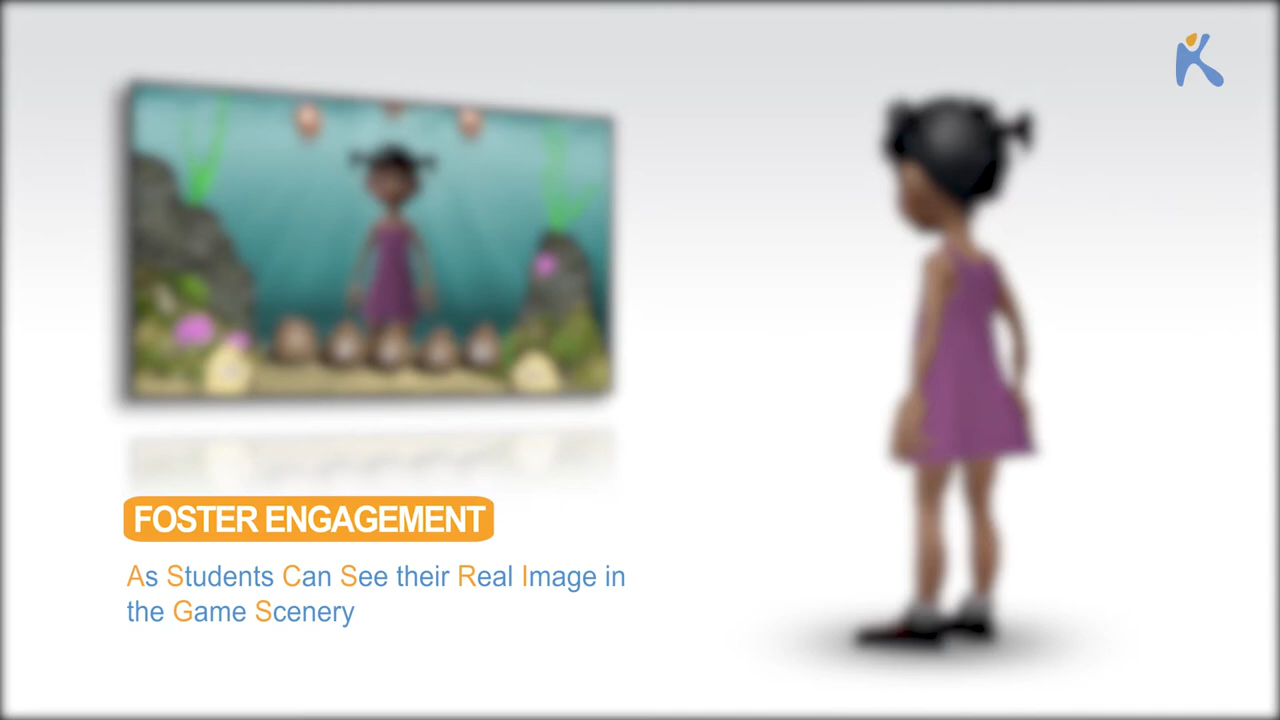 FOSTER ENGAGEMENT
As Students Can See their Real Image in
the Game Scenery